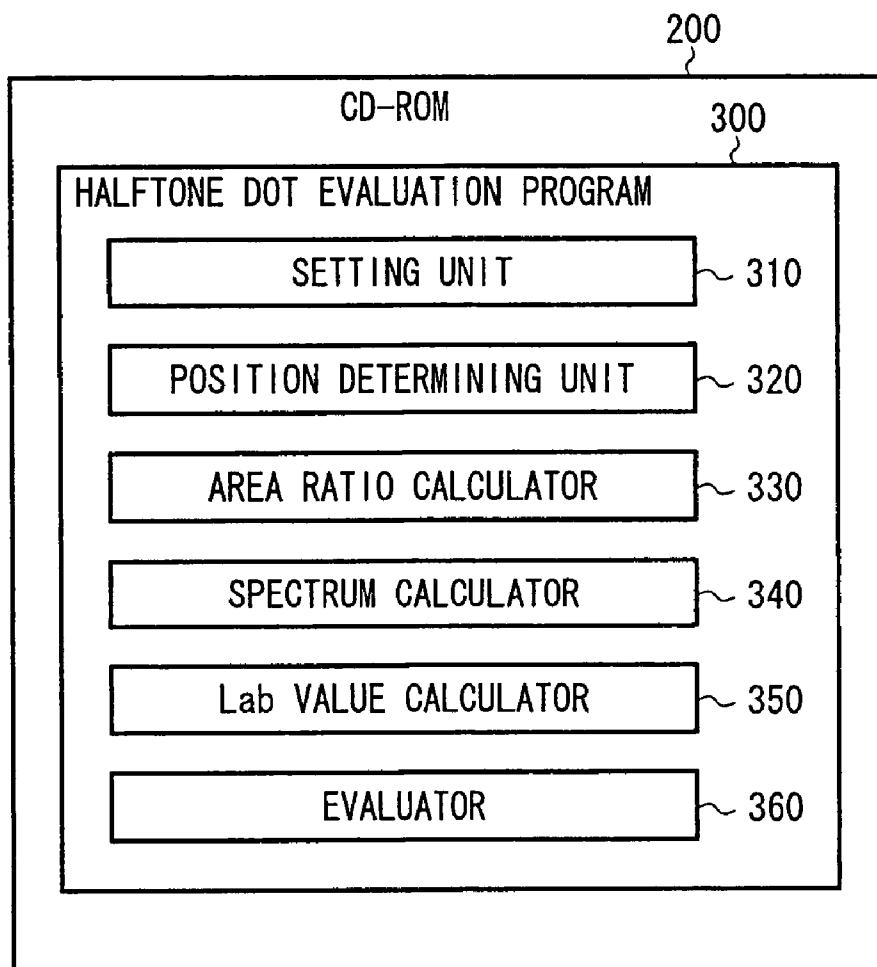 200
CD-ROM
300
HALFTONE DOT EVALUATION PROGRAM
SETTING UNIT 310
POSITION DETERMINING UNIT 320
AREA RATIO CALCULATOR 330
SPECTRUM CALCULATOR 340
Lab VALUE CALCULATOR 350
EVALUATOR 360